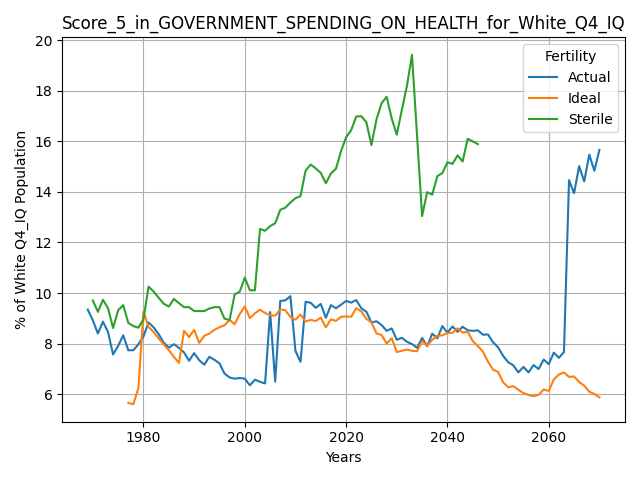 Score_5_in_GOVERNMENT_SPENDING_ON_HEALTH_for_White_Q4_IQ
Fertility
Actual
Ideal
Sterile
% of White Q4_IQ Population
20
18
16
14
12
10
8
6
1980
2000
2020
2040
2060
Years